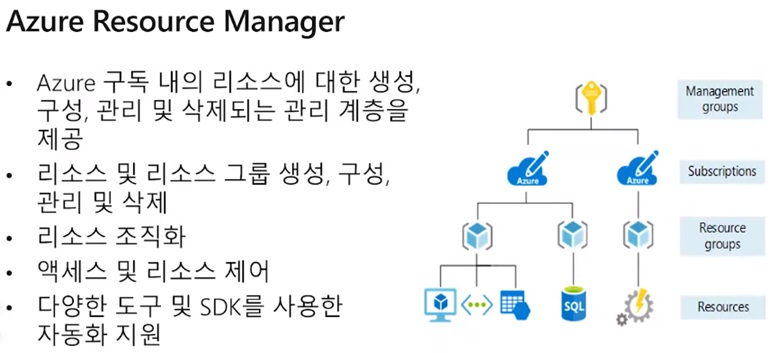 Azure Resource Manager
• Azure 구독 내의 리소스에 대한 생성,
구성, 관리 및 삭제되는 관리 계층을
제공
• 리소스 및 리소스 그룹 생성, 구성,
관리 및 삭제
• 리소스 조직화
• 액세스 및 리소스 제어
• 다양한 도구 및 SDK를 사용한
자동화 지원
Management
groups
Azure
Azure
Subscriptions
Resource
groups
SQL
Resources